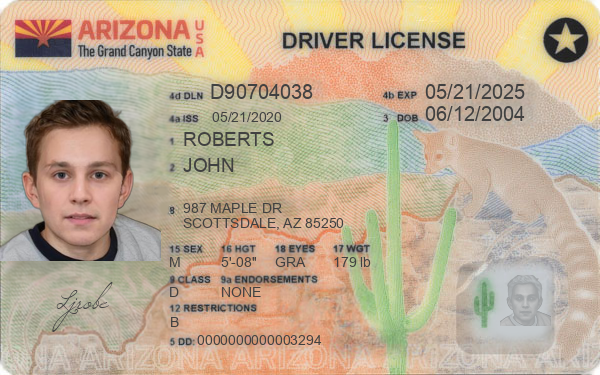 ARIZONA USA
The Grand Canyon State
DRIVER LICENSE
4d DLN D90704038 4b EXP 05/21/2025
4a ISS 05/21/2020 3 DOB 06/12/2004
1 ROBERTS
2 JOHN
8 987 MAPLE DR
SCOTTSDALE, AZ 85250
15 SEX 16 HGT 18 EYES 17 WGT
M 5'-08" GRA 179 lb
9 CLASS 9a ENDORSEMENTS
D NONE
12 RESTRICTIONS
B
5 DD: 0000000000003294
ARIZONA ARIZONA ARIZONA ARIZONA